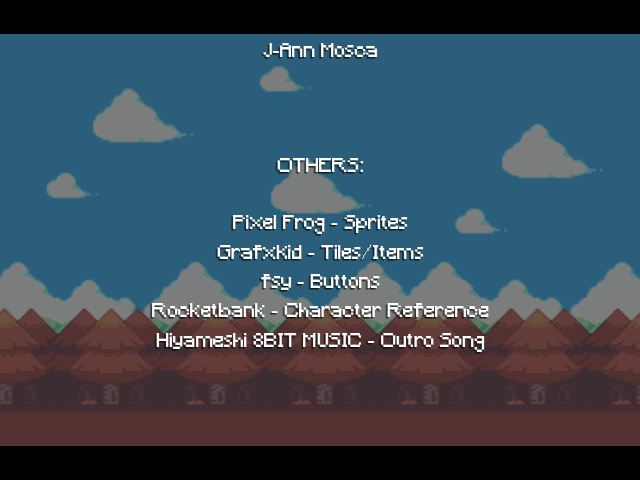 J-Ann Mosca
OTHERS:
Pixel Frog - Sprites
GrafxKid - Tiles/Items
fsy - Buttons
Rocketbank - Character Reference
Hiyameshi 8BIT MUSIC - Outro Song